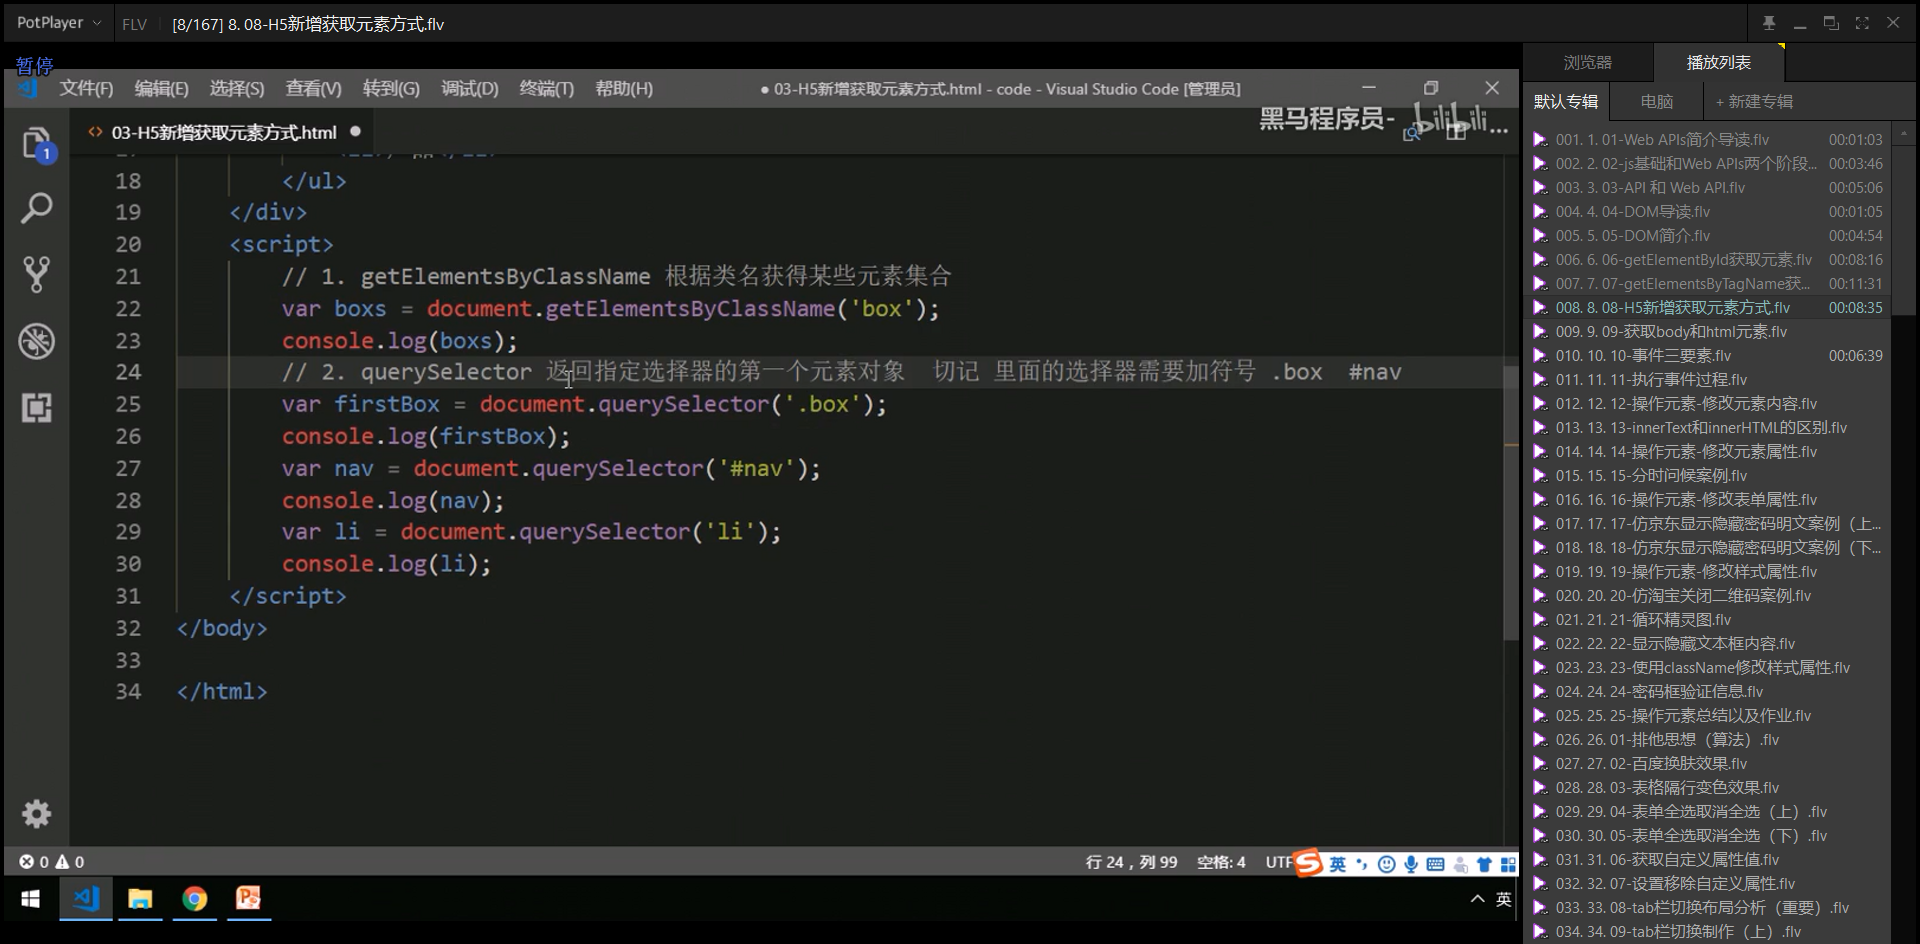 PotPlayer FLV [8/167] 8. 08-H5新增获取元素方式.flv
暂停
文件(F) 编辑(E) 选择(S) 查看(V) 转到(G) 调试(D) 终端(T) 帮助(H) ● 03-H5新增获取元素方式.html - code - Visual Studio Code [管理员]
<> 03-H5新增获取元素方式.html ●
黑马程序员- bilibili
1
18 </ul>
19 </div>
20 <script>
21 // 1. getElementsByClassName 根据类名获得某些元素集合
22 var boxs = document.getElementsByClassName('box');
23 console.log(boxs);
24 // 2. querySelector 返回指定选择器的第一个元素对象 切记 里面的选择器需要加符号 .box #nav
25 var firstBox = document.querySelector('.box');
26 console.log(firstBox);
27 var nav = document.querySelector('#nav');
28 console.log(nav);
29 var li = document.querySelector('li');
30 console.log(li);
31 </script>
32 </body>
33
34 </html>
0 0 行 24，列 99 空格: 4 UTF
英
英
浏览器 播放列表
默认专辑 电脑 + 新建专辑
001. 1. 01-Web APIs简介导读.flv 00:01:03
002. 2. 02-js基础和Web APIs两个阶段... 00:03:46
003. 3. 03-API 和 Web API.flv 00:05:06
004. 4. 04-DOM导读.flv 00:01:05
005. 5. 05-DOM简介.flv 00:04:54
006. 6. 06-getElementById获取元素.flv 00:08:16
007. 7. 07-getElementsByTagName获... 00:11:31
008. 8. 08-H5新增获取元素方式.flv 00:08:35
009. 9. 09-获取body和html元素.flv
010. 10. 10-事件三要素.flv 00:06:39
011. 11. 11-执行事件过程.flv
012. 12. 12-操作元素-修改元素内容.flv
013. 13. 13-innerText和innerHTML的区别.flv
014. 14. 14-操作元素-修改元素属性.flv
015. 15. 15-分时问候案例.flv
016. 16. 16-操作元素-修改表单属性.flv
017. 17. 17-仿京东显示隐藏密码明文案例（上...
018. 18. 18-仿京东显示隐藏密码明文案例（下...
019. 19. 19-操作元素-修改样式属性.flv
020. 20. 20-仿淘宝关闭二维码案例.flv
021. 21. 21-循环精灵图.flv
022. 22. 22-显示隐藏文本框内容.flv
023. 23. 23-使用className修改样式属性.flv
024. 24. 24-密码框验证信息.flv
025. 25. 25-操作元素总结以及作业.flv
026. 26. 01-排他思想（算法）.flv
027. 27. 02-百度换肤效果.flv
028. 28. 03-表格隔行变色效果.flv
029. 29. 04-表单全选取消全选（上）.flv
030. 30. 05-表单全选取消全选（下）.flv
031. 31. 06-获取自定义属性值.flv
032. 32. 07-设置移除自定义属性.flv
033. 33. 08-tab栏切换布局分析（重要）.flv
034. 34. 09-tab栏切换制作（上）.flv